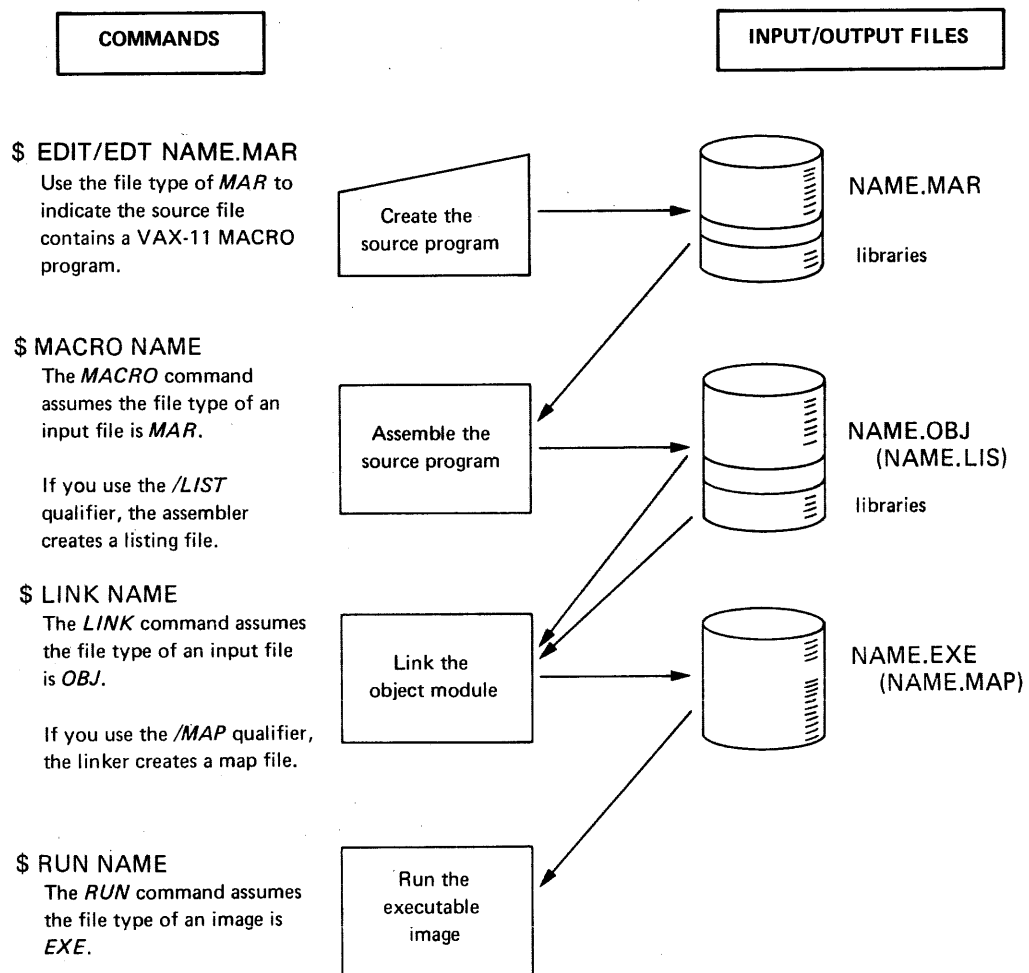 COMMANDS
INPUT/OUTPUT FILES
$ EDIT/EDT NAME.MAR
Use the file type of MAR to
indicate the source file
contains a VAX-11 MACRO
program.
Create the
source program
NAME.MAR
libraries
$ MACRO NAME
The MACRO command
assumes the file type of an
input file is MAR.
If you use the /LIST
qualifier, the assembler
creates a listing file.
Assemble the
source program
NAME.OBJ
(NAME.LIS)
libraries
$ LINK NAME
The LINK command assumes
the file type of an input file
is OBJ.
If you use the /MAP qualifier,
the linker creates a map file.
Link the
object module
NAME.EXE
(NAME.MAP)
$ RUN NAME
The RUN command assumes
the file type of an image is
EXE.
Run the
executable
image